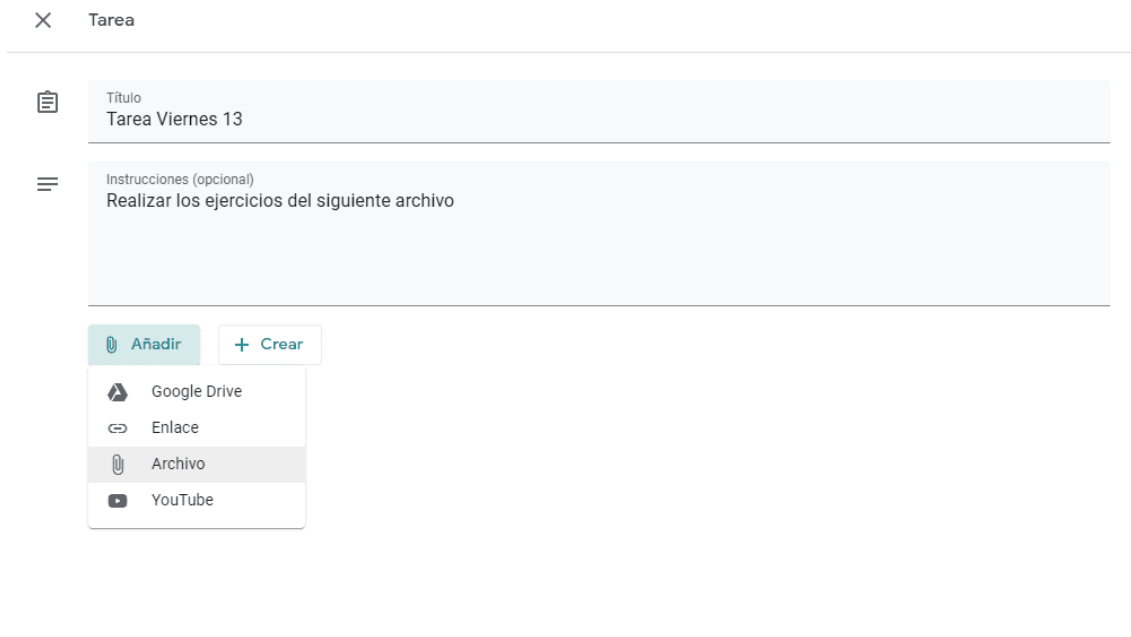 Tarea
Título
Tarea Viernes 13
Instrucciones (opcional)
Realizar los ejercicios del siguiente archivo
Añadir
Crear
Google Drive
Enlace
Archivo
YouTube